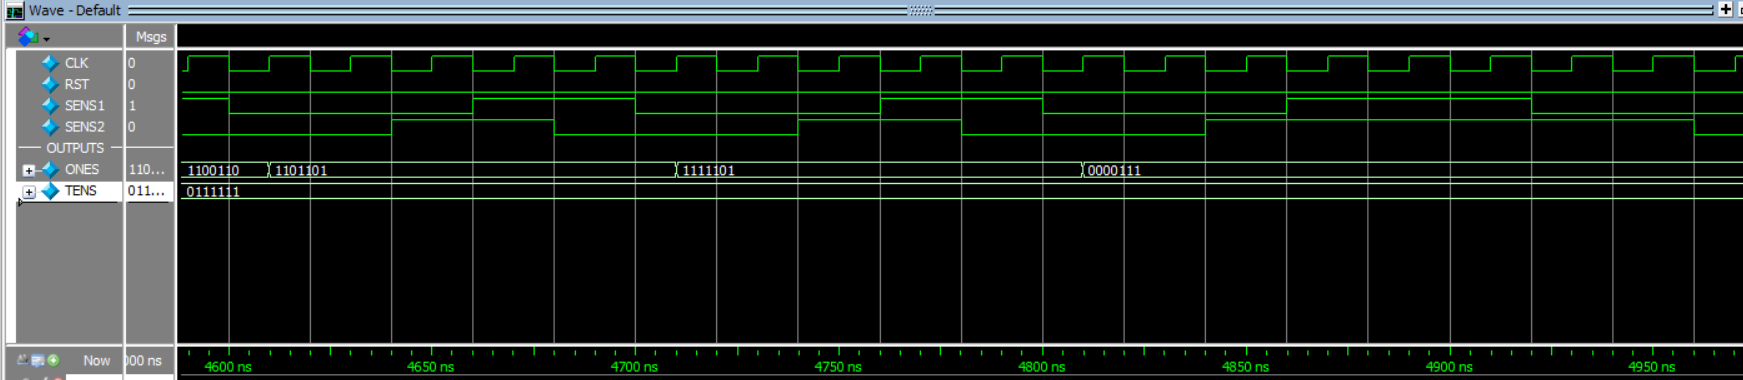 Wave - Default
Msgs
CLK 0
RST 0
SENS1 1
SENS2 0
OUTPUTS
ONES 110... 1100110 1101101 1111101 0000111
TENS 011... 0111111
Now 000 ns 4600 ns 4650 ns 4700 ns 4750 ns 4800 ns 4850 ns 4900 ns 4950 ns